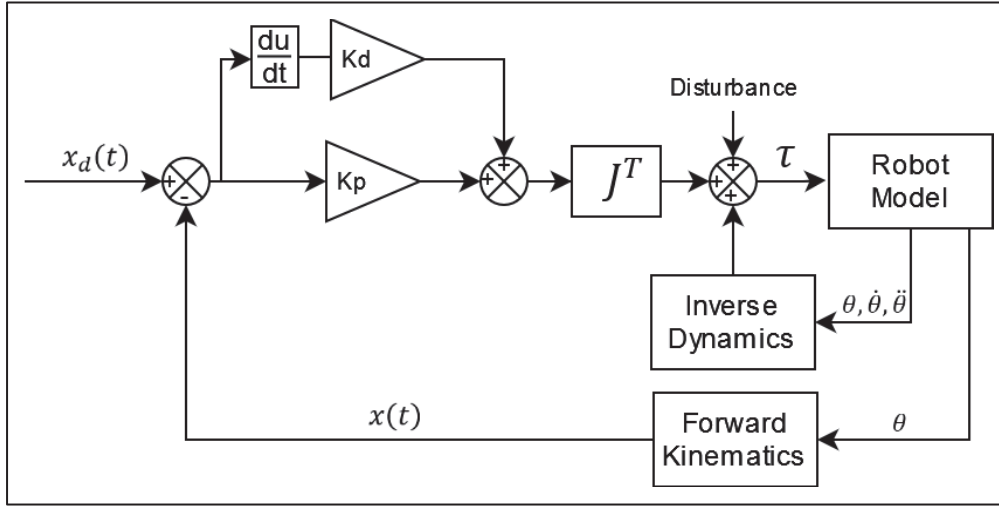 du
dt
Kd
Disturbance
x_d(t)
+
-
Kp
+
+
J^T
+
+
+
τ
Robot
Model
Inverse
Dynamics
θ, θ̇, θ̈
x(t)
Forward
Kinematics
θ